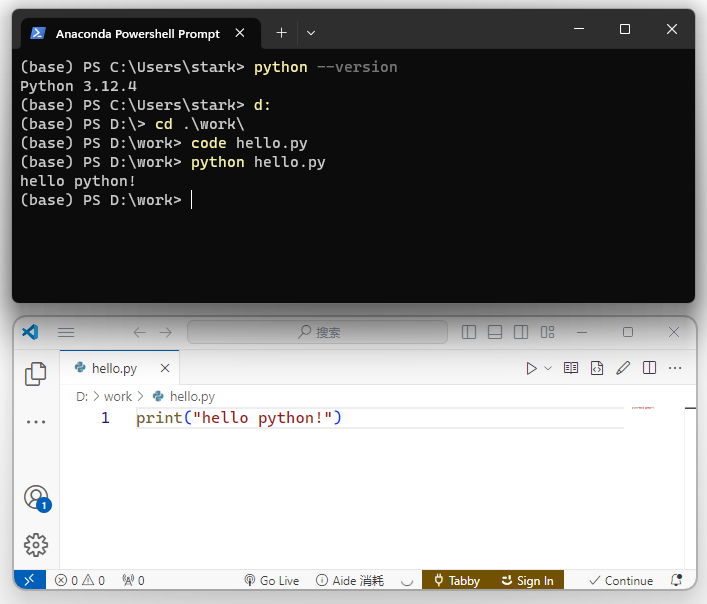 Anaconda Powershell Prompt
(base) PS C:\Users\stark> python --version
Python 3.12.4
(base) PS C:\Users\stark> d:
(base) PS D:\> cd .\work\
(base) PS D:\work> code hello.py
(base) PS D:\work> python hello.py
hello python!
(base) PS D:\work>
搜索
hello.py
D: > work > hello.py
1 print("hello python!")
1
0 0 0 Go Live Aide 消耗 Tabby Sign In Continue